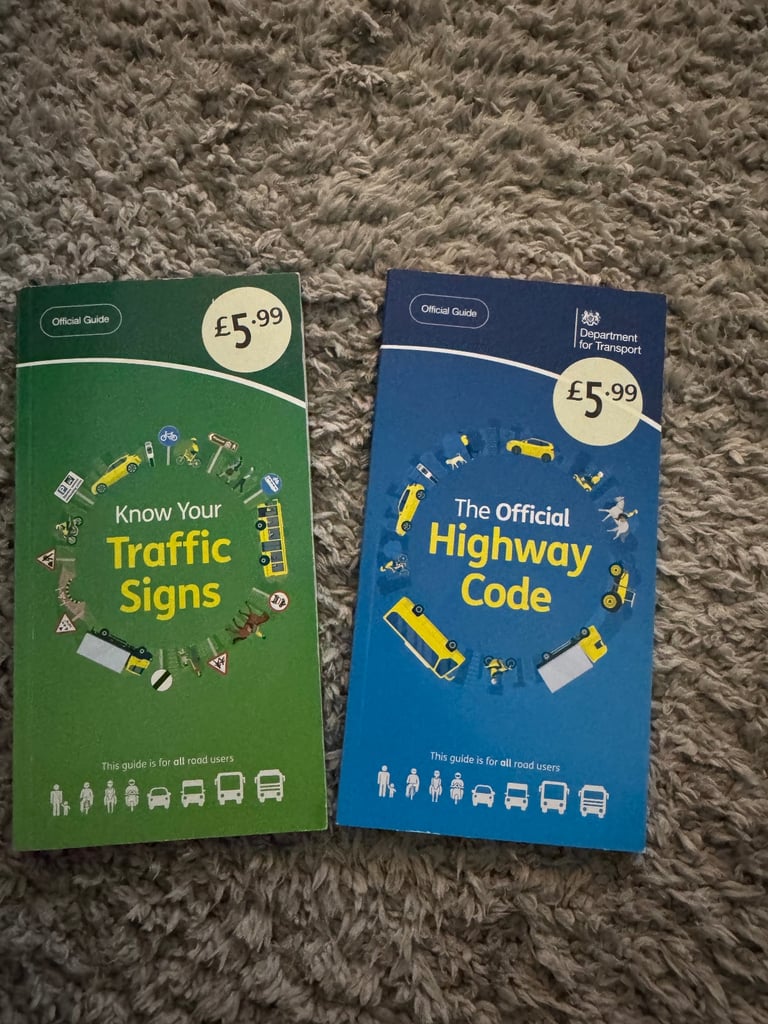 Official Guide
£5.99
Know Your
Traffic
Signs
This guide is for all road users
Official Guide
Department
for Transport
£5.99
The Official
Highway
Code
This guide is for all road users